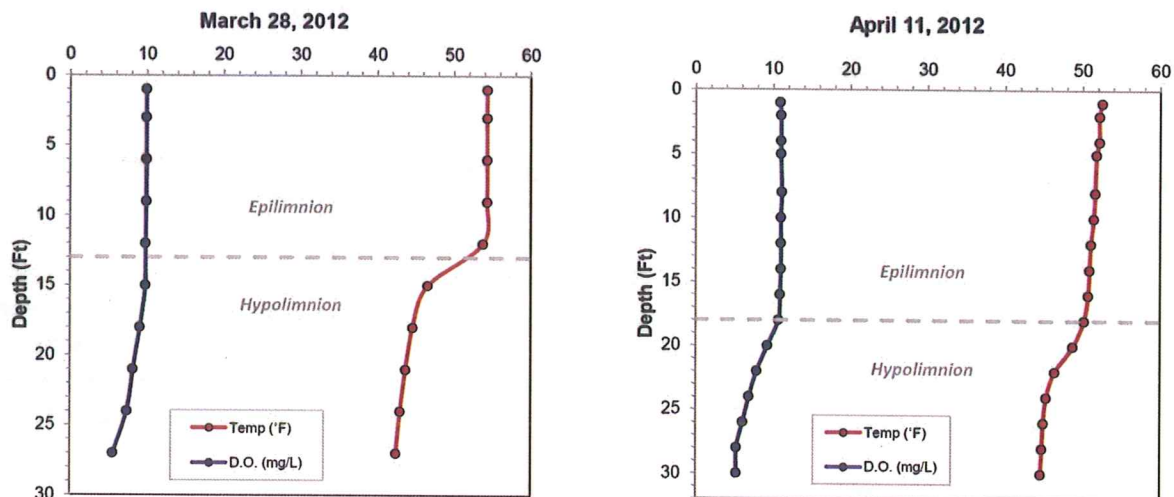 March 28, 2012
0 10 20 30 40 50 60
0
5
10
15
20
25
30
Depth (Ft)
Epilimnion
Hypolimnion
Temp (°F)
D.O. (mg/L)
April 11, 2012
0 10 20 30 40 50 60
0
5
10
15
20
25
30
Depth (Ft)
Epilimnion
Hypolimnion
Temp (°F)
D.O. (mg/L)